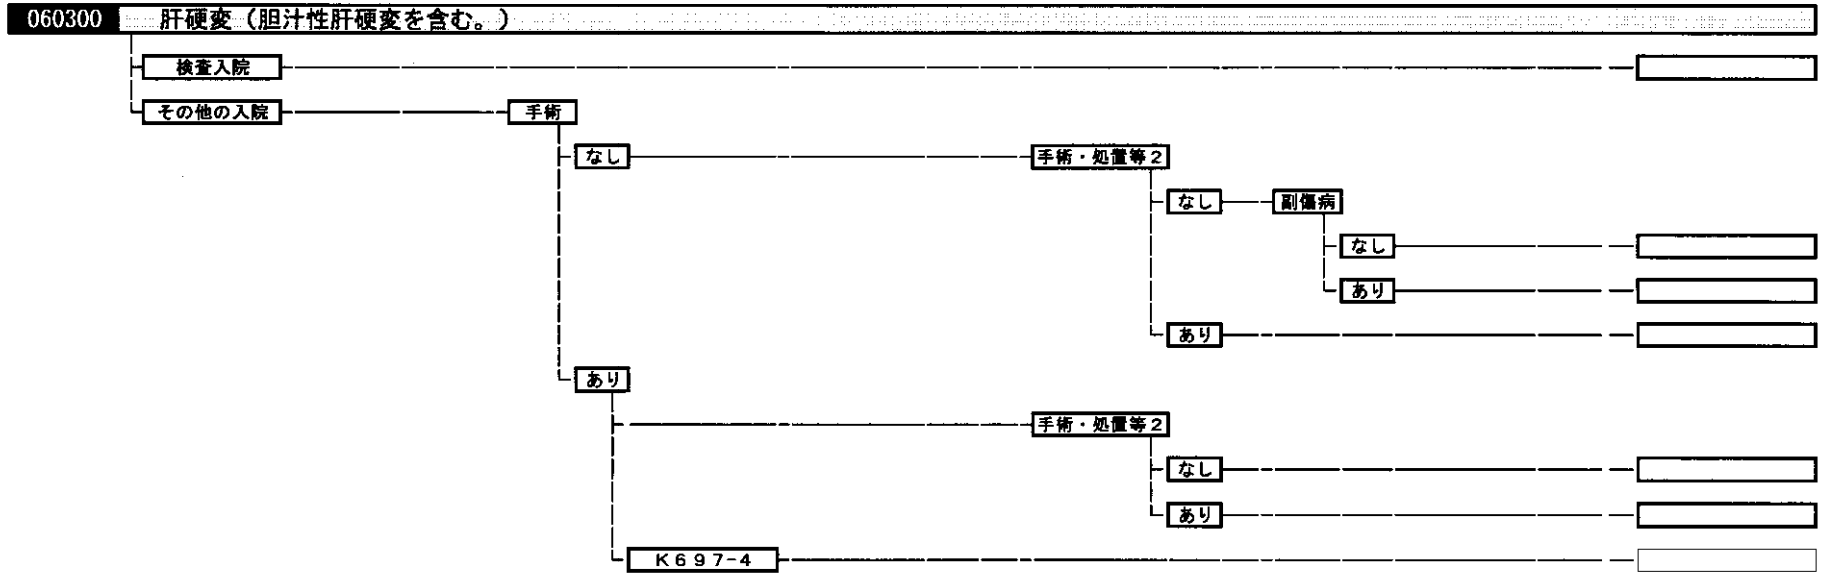 060300 肝硬変（胆汁性肝硬変を含む。）
検査入院
その他の入院 手術
なし 手術・処置等２
なし 副傷病
なし
あり
あり
あり
手術・処置等２
なし
あり
Ｋ６９７-４